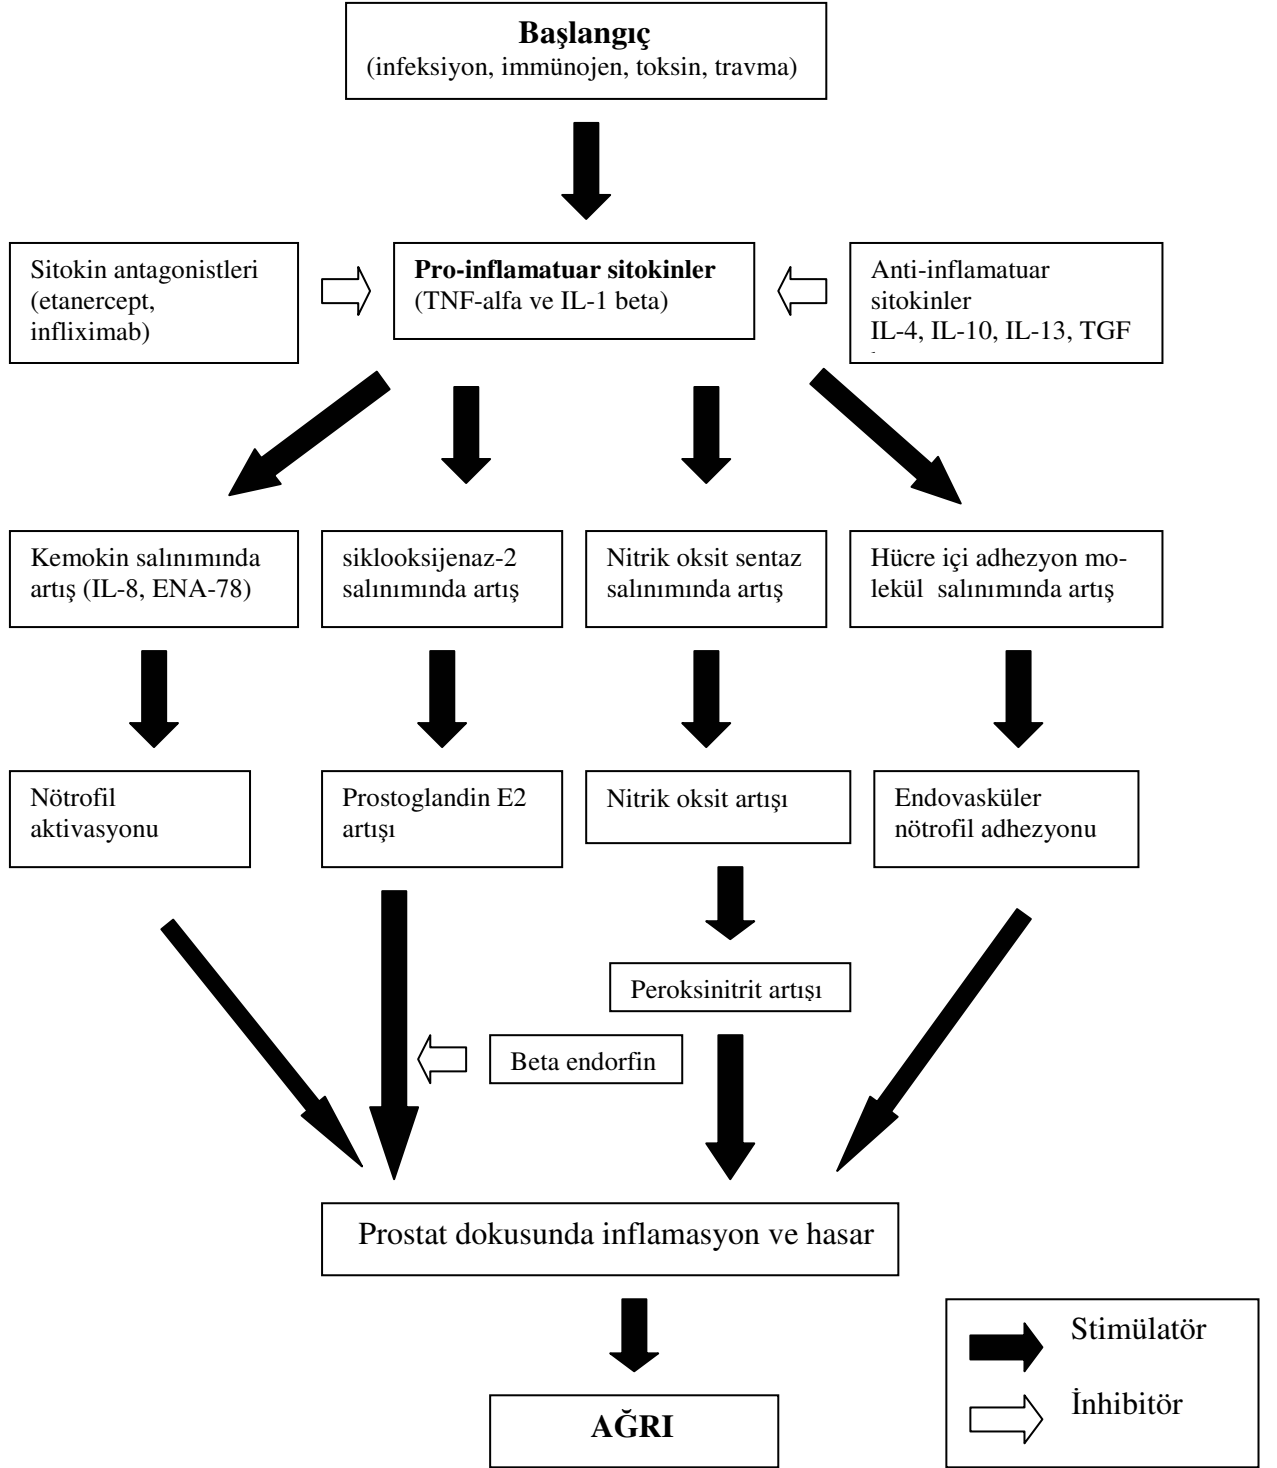 Başlangıç
(infeksiyon, immünojen, toksin, travma)
Sitokin antagonistleri
(etanercept,
infliximab)
Pro-inflamatuar sitokinler
(TNF-alfa ve IL-1 beta)
Anti-inflamatuar
sitokinler
IL-4, IL-10, IL-13, TGF
Kemokin salınımında
artış (IL-8, ENA-78)
siklooksijenaz-2
salınımında artış
Nitrik oksit sentaz
salınımında artış
Hücre içi adhezyon mo-
lekül salınımında artış
Nötrofil
aktivasyonu
Prostoglandin E2
artışı
Nitrik oksit artışı
Endovasküler
nötrofil adhezyonu
Peroksinitrit artışı
Beta endorfin
Prostat dokusunda inflamasyon ve hasar
AĞRI
Stimülatör
İnhibitör